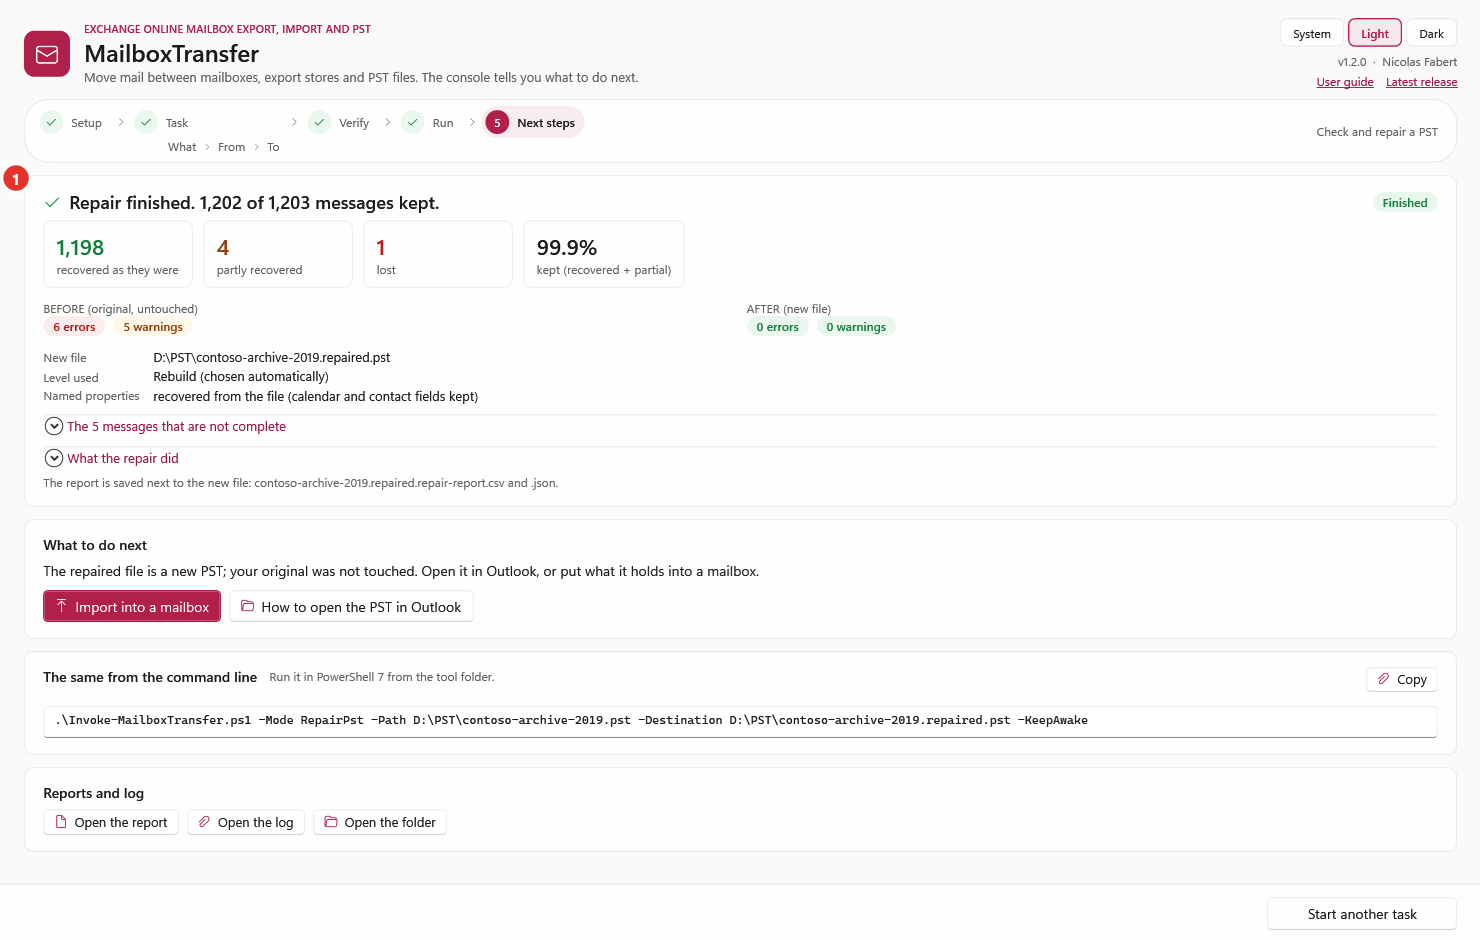 EXCHANGE ONLINE MAILBOX EXPORT, IMPORT AND PST
MailboxTransfer
Move mail between mailboxes, export stores and PST files. The console tells you what to do next.
System Light Dark
v1.2.0 · Nicolas Fabert
User guide Latest release
Setup > Task > Verify > Run > 5 Next steps
What > From > To
Check and repair a PST
1
Repair finished. 1,202 of 1,203 messages kept.
Finished
1,198
recovered as they were
4
partly recovered
1
lost
99.9%
kept (recovered + partial)
BEFORE (original, untouched)
6 errors 5 warnings
AFTER (new file)
0 errors 0 warnings
New file D:\PST\contoso-archive-2019.repaired.pst
Level used Rebuild (chosen automatically)
Named properties recovered from the file (calendar and contact fields kept)
The 5 messages that are not complete
What the repair did
The report is saved next to the new file: contoso-archive-2019.repaired.repair-report.csv and .json.
What to do next
The repaired file is a new PST; your original was not touched. Open it in Outlook, or put what it holds into a mailbox.
Import into a mailbox How to open the PST in Outlook
The same from the command line Run it in PowerShell 7 from the tool folder.
Copy
.\Invoke-MailboxTransfer.ps1 -Mode RepairPst -Path D:\PST\contoso-archive-2019.pst -Destination D:\PST\contoso-archive-2019.repaired.pst -KeepAwake
Reports and log
Open the report Open the log Open the folder
Start another task